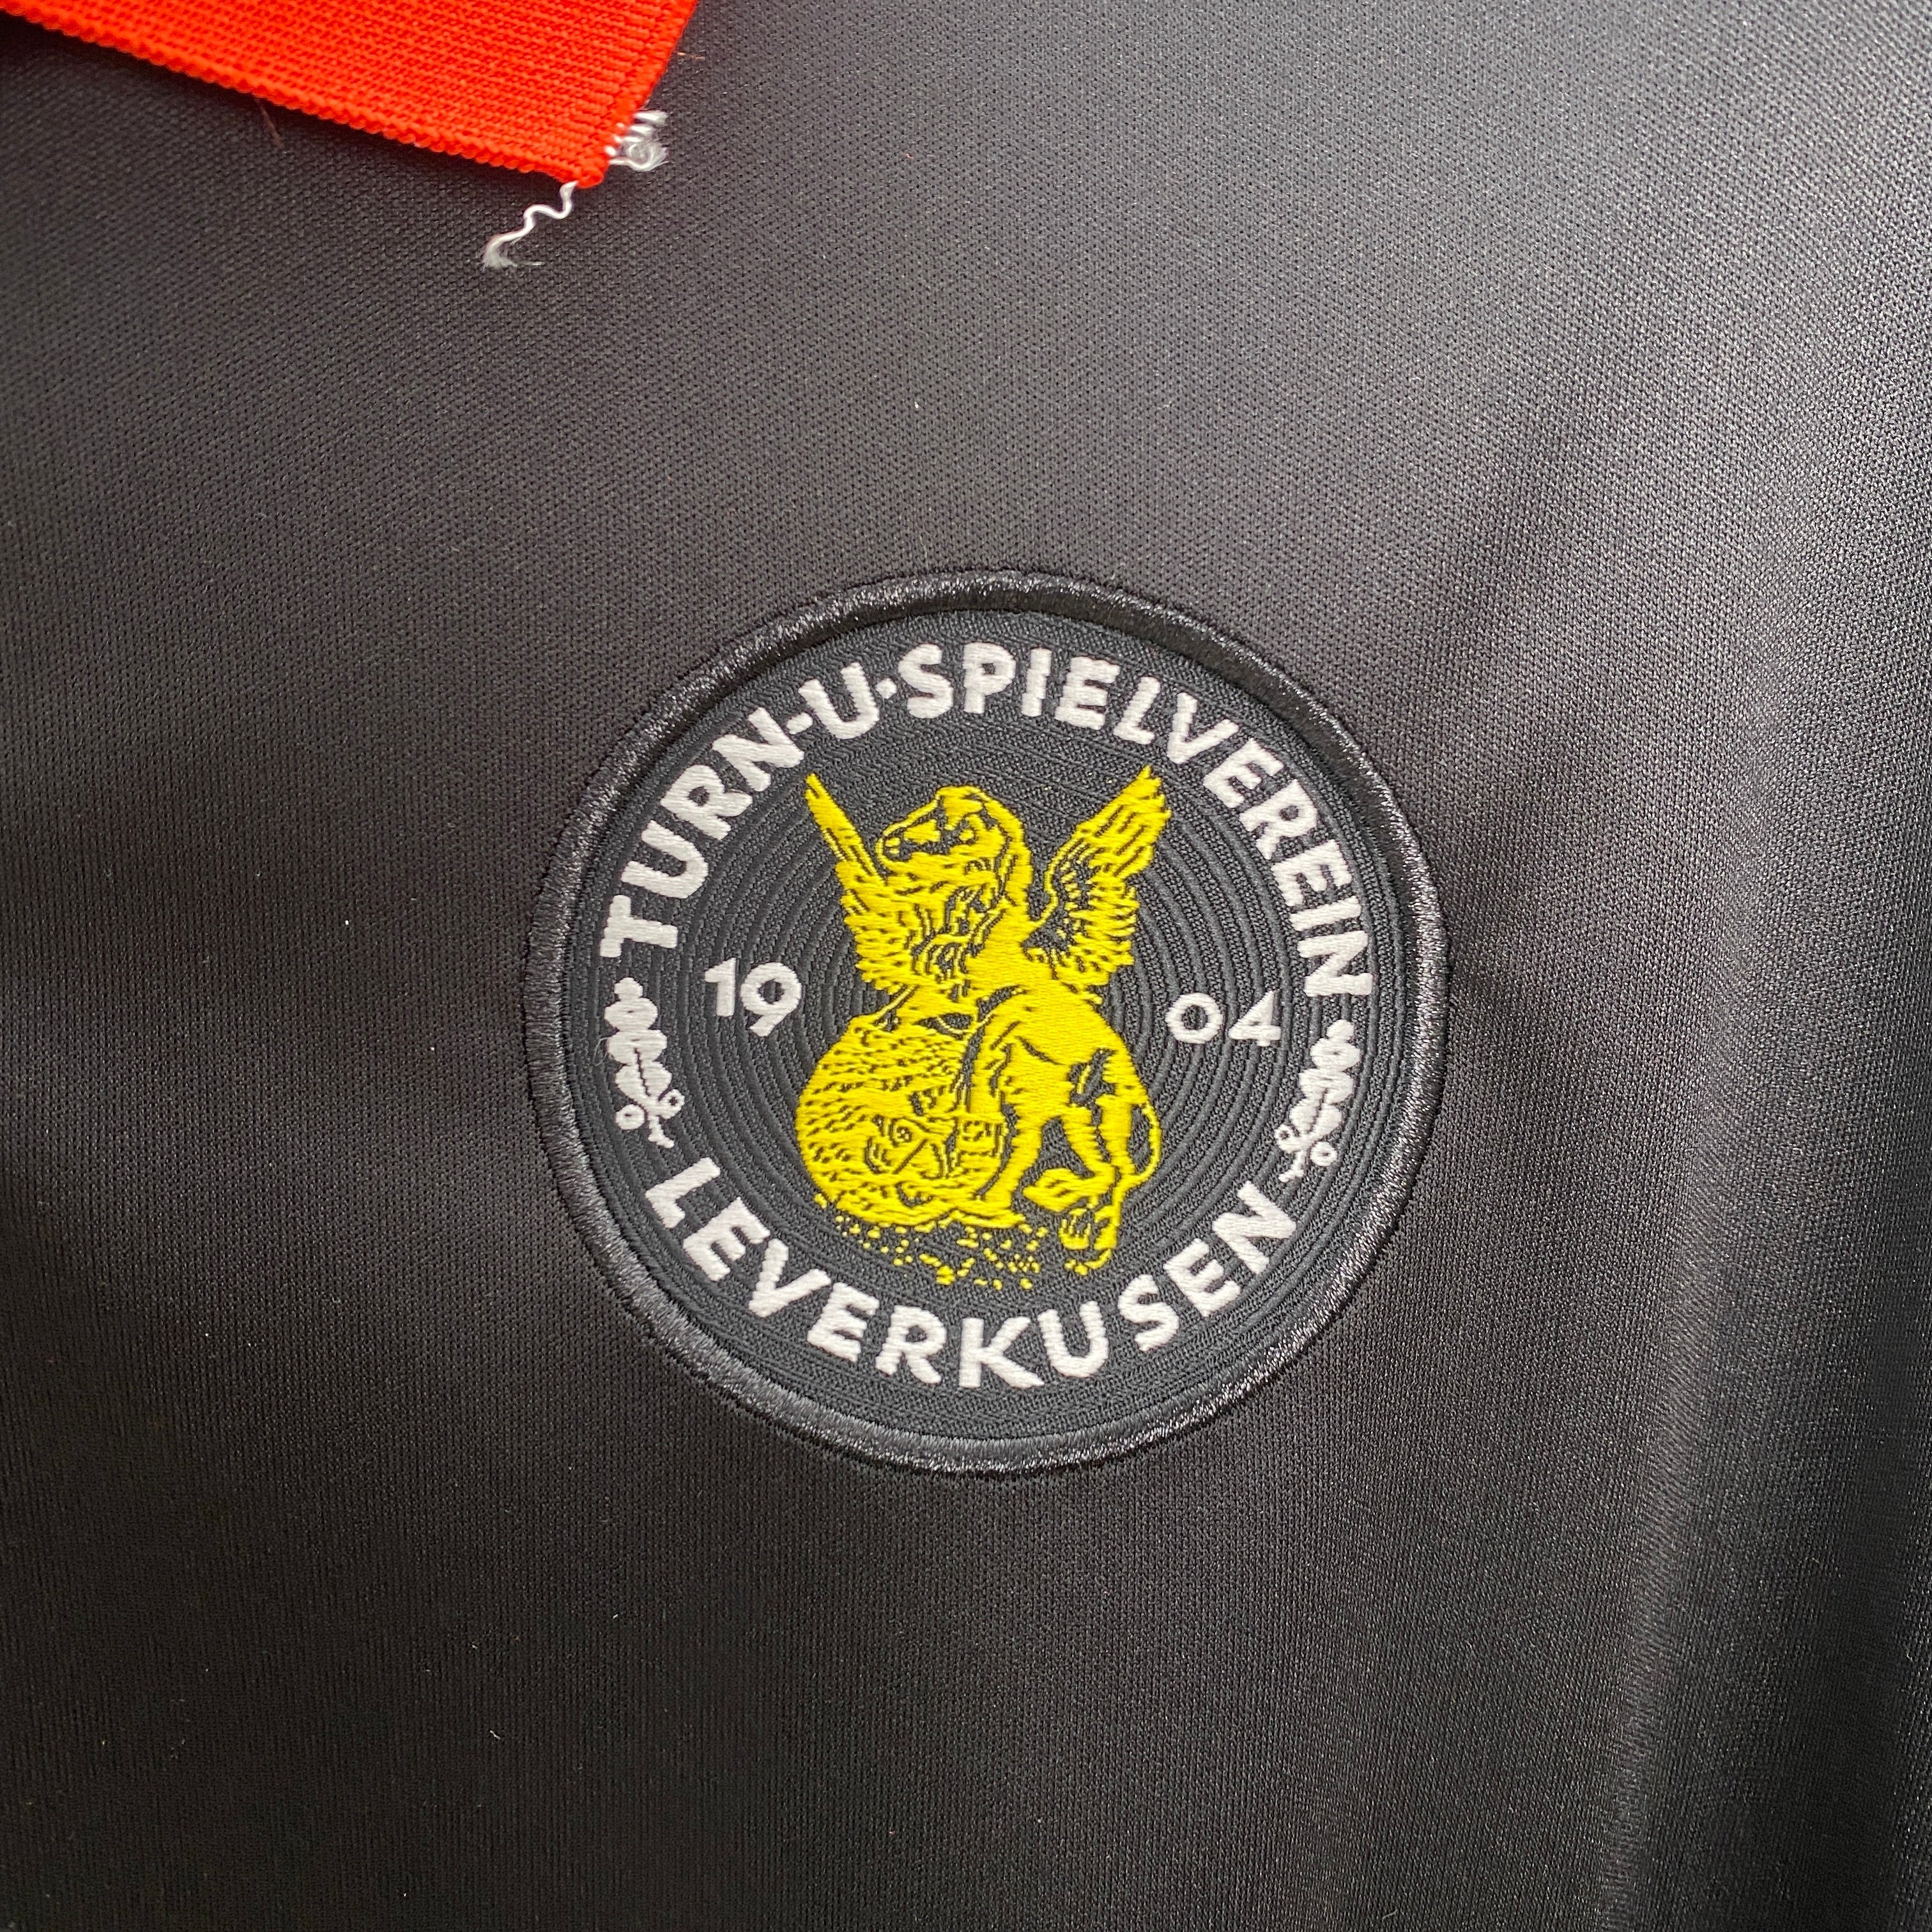 TURN-U·SPIELVEREIN
19 04
LEVERKUSEN